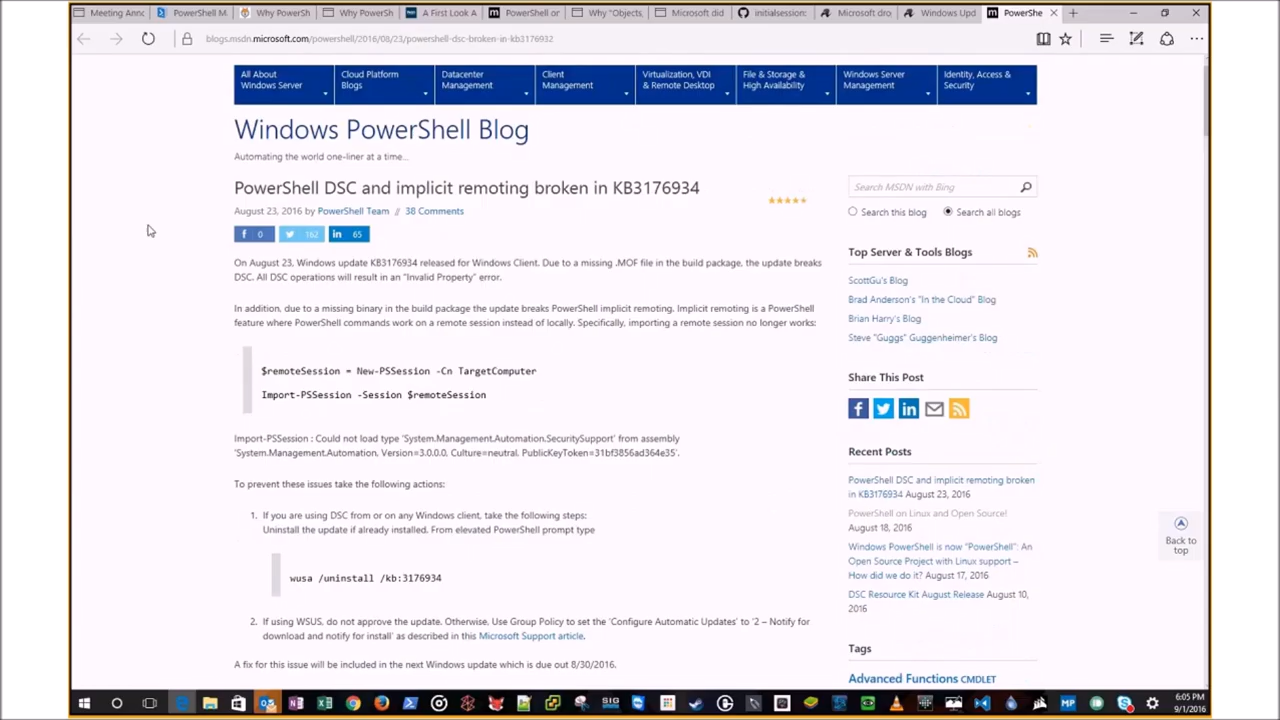 Meeting Annc
PowerShell M
Why PowerSh
Why PowerSh
A First Look A
PowerShell or
Why "Objects,
Microsoft did
initialsession:
Microsoft dro
Windows Upd
PowerShe
blogs.msdn.microsoft.com/powershell/2016/08/23/powershell-dsc-broken-in-kb3176934
All About
Windows Server
Cloud Platform
Blogs
Datacenter
Management
Client
Management
Virtualization, VDI
& Remote Desktop
File & Storage &
High Availability
Windows Server
Management
Identity, Access &
Security
Windows PowerShell Blog
Automating the world one-liner at a time...
PowerShell DSC and implicit remoting broken in KB3176934
August 23, 2016 by PowerShell Team // 38 Comments
f 0
162
in 65
On August 23, Windows update KB3176934 released for Windows Client. Due to a missing .MOF file in the build package, the update breaks
DSC. All DSC operations will result in an "Invalid Property" error.
In addition, due to a missing binary in the build package the update breaks PowerShell implicit remoting. Implicit remoting is a PowerShell
feature where PowerShell commands work on a remote session instead of locally. Specifically, importing a remote session no longer works:
$remoteSession = New-PSSession -Cn TargetComputer
Import-PSSession -Session $remoteSession
Import-PSSession : Could not load type 'System.Management.Automation.SecuritySupport' from assembly
'System.Management.Automation, Version=3.0.0.0, Culture=neutral, PublicKeyToken=31bf3856ad364e35'.
To prevent these issues take the following actions:
1. If you are using DSC from or on any Windows client, take the following steps:
Uninstall the update if already installed. From elevated PowerShell prompt type
wusa /uninstall /kb:3176934
2. If using WSUS, do not approve the update. Otherwise, Use Group Policy to set the 'Configure Automatic Updates' to '2 – Notify for
download and notify for install' as described in this Microsoft Support article.
A fix for this issue will be included in the next Windows update which is due out 8/30/2016.
Search MSDN with Bing
Search this blog
Search all blogs
Top Server & Tools Blogs
ScottGu's Blog
Brad Anderson's "In the Cloud" Blog
Brian Harry's Blog
Steve "Guggs" Guggenheimer's Blog
Share This Post
Recent Posts
PowerShell DSC and implicit remoting broken
in KB3176934 August 23, 2016
PowerShell on Linux and Open Source!
August 18, 2016
Windows PowerShell is now "PowerShell": An
Open Source Project with Linux support –
How did we do it? August 17, 2016
DSC Resource Kit August Release August 10,
2016
Tags
Advanced Functions CMDLET
Back to
top
SIG
MP
6:05 PM
9/1/2016